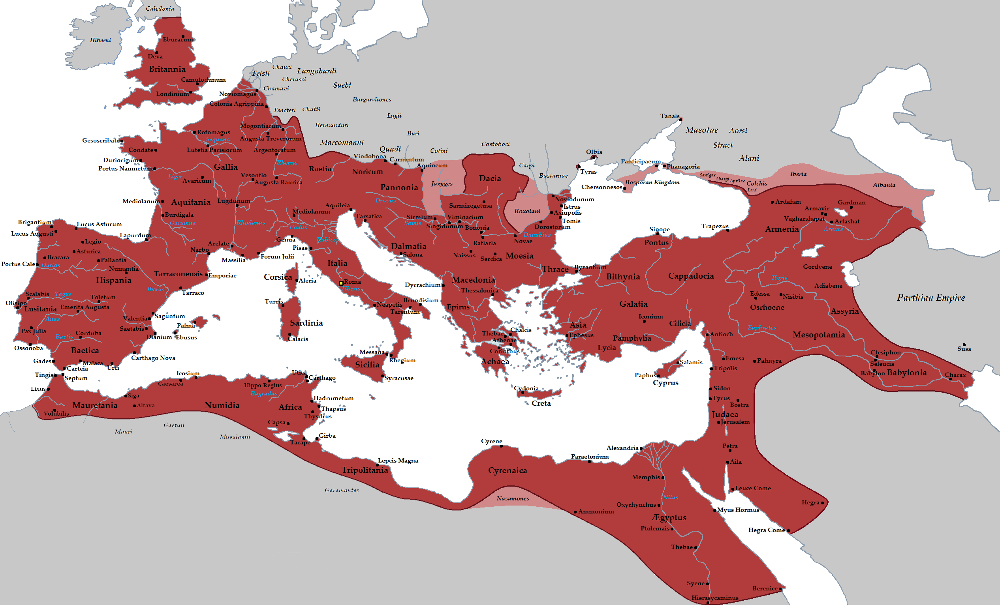 Caledonia
Hiberni
Eburacum
Deva
Britannia
Camulodunum
Londinium
Chauci
Frisii
Langobardi
Cherusci
Suebi
Chamavi
Noviomagus
Burgundiones
Colonia Agrippina
Tencteri
Chatti
Lugii
Hermunduri
Buri
Mogontiacum
Rotomagus
Augusta Treverorum
Sequana
Gesoscribate
Marcomanni
Quadi
Cotini
Costoboci
Condate
Lutetia Parisiorum
Argentoratum
Vindobona
Carnuntum
Duriorigum
Rhenus
Aquincum
Carpi
Portus Namnetum
Gallia
Raetia
Noricum
Liger
Vesontio
Bastarnae
Avaricum
Augusta Raurica
Dacia
Jazyges
Pannonia
Mediolanum
Aquitania
Lugdunum
Dravus
Sarmizegetusa
Noviodunum
Istrus
Aquileia
Roxolani
Axiupolis
Burdigala
Mediolanum
Tarsatica
Sirmium
Viminacium
Tomis
Garumna
Rhodanus
Padus
Savus
Singidunum
Bononia
Dorostorum
Danubius
Tanais
Maeotae
Aorsi
Siraci
Alani
Olbia
Tyras
Panticipaeum
Phanagoria
Chersonnesos
Bosporan Kingdom
Sanigae
Abasgi
Apsilae
Colchis
Lazi
Iberia
Albania
Ardahan
Gardman
Armavir
Vagharshapat
Artashat
Armenia
Araxes
Trapezus
Sinope
Pontus
Brigantium
Lucus Asturum
Lucus Augusti
Lapurdum
Legio
Asturica
Bracara
Pallantia
Portus Cale
Durias
Numantia
Tarraconensis
Hispania
Emporiae
Iberus
Tarraco
Narbo
Arelate
Massilia
Forum Julii
Genua
Rubico
Pisae
Italia
Corsica
Aleria
Roma
Tiberis
Dalmatia
Salona
Ratiaria
Novae
Naissus
Serdica
Moesia
Thrace
Byzantium
Macedonia
Dyrrachium
Thessalonica
Epirus
Bithynia
Cappadocia
Gordyene
Tigris
Adiabene
Edessa
Nisibis
Osrhoene
Assyria
Parthian Empire
Scalabis
Tagus
Toletum
Olisipo
Lusitania
Emerita Augusta
Anas
Valentia
Saguntum
Palma
Pax Julia
Saetabis
Dianium
Ebusus
Baetis
Corduba
Ossonoba
Baetica
Carthago Nova
Gades
Malaca
Urci
Carteia
Turris
Sardinia
Calaris
Neapolis
Brundisium
Tarentum
Messana
Rhegium
Sicilia
Syracusae
Galatia
Iconium
Asia
Cilicia
Ephesus
Pamphylia
Lycia
Chalcis
Thebae
Athenae
Corinthus
Achaea
Cydonia
Creta
Salamis
Paphus
Cyprus
Antioch
Euphrates
Mesopotamia
Emesa
Palmyra
Tripolis
Ctesiphon
Seleucia
Babylon
Babylonia
Susa
Charax
Tingis
Septum
Lixus
Icosium
Caesarea
Siga
Mauretania
Altava
Volubilis
Numidia
Hippo Regius
Bagradas
Utica
Carthago
Africa
Hadrumetum
Thapsus
Thysdrus
Capsa
Mauri
Gaetuli
Musulamii
Tacape
Girba
Sidon
Tyrus
Bostra
Judaea
Jerusalem
Petra
Aila
Leuce Come
Hegra
Hegra Come
Lepcis Magna
Tripolitania
Garamantes
Cyrene
Cyrenaica
Nasamones
Paraetonium
Alexandria
Memphis
Nilus
Oxyrhynchus
Ammonium
Ægyptus
Myus Hormus
Ptolemais
Thebae
Syene
Berenice
Hierasycaminus